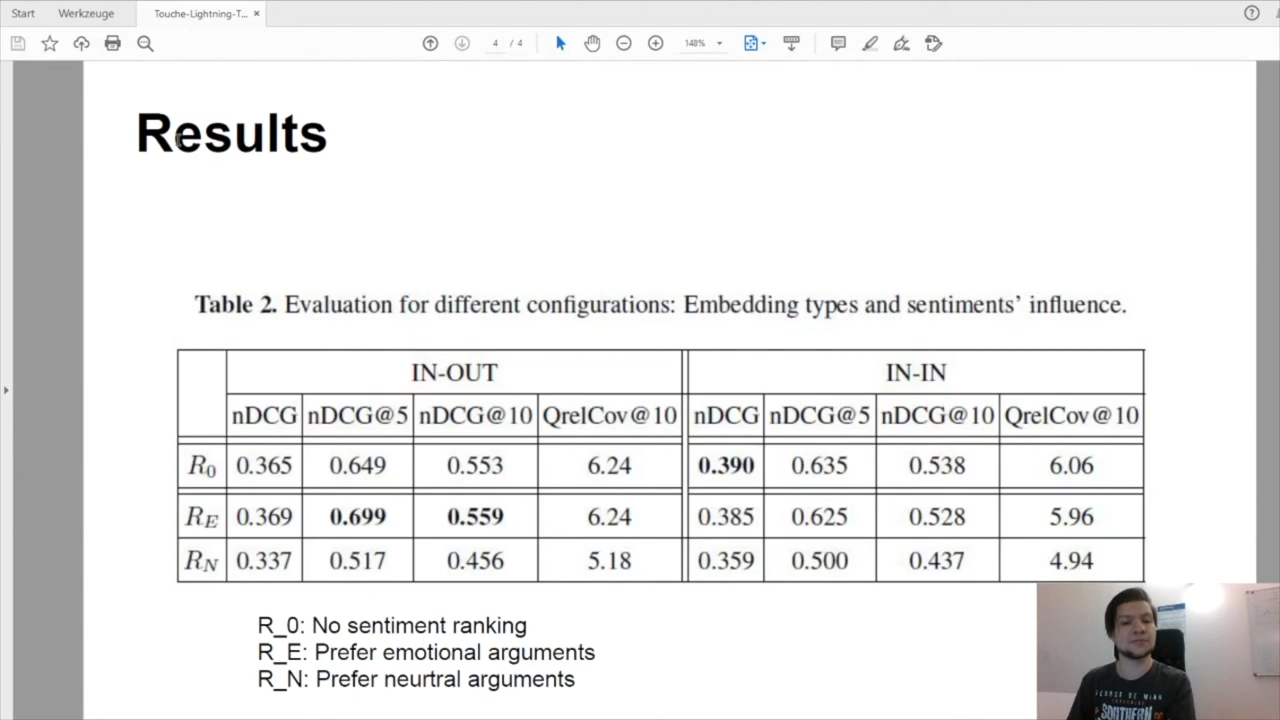 Start Werkzeuge Touche-Lightning-T... ×
4 / 4 148%
Results
Table 2. Evaluation for different configurations: Embedding types and sentiments' influence.
IN-OUT IN-IN
nDCG nDCG@5 nDCG@10 QrelCov@10 nDCG nDCG@5 nDCG@10 QrelCov@10
R0 0.365 0.649 0.553 6.24 0.390 0.635 0.538 6.06
RE 0.369 0.699 0.559 6.24 0.385 0.625 0.528 5.96
RN 0.337 0.517 0.456 5.18 0.359 0.500 0.437 4.94
R_0: No sentiment ranking
R_E: Prefer emotional arguments
R_N: Prefer neurtral arguments
SOUTHERN